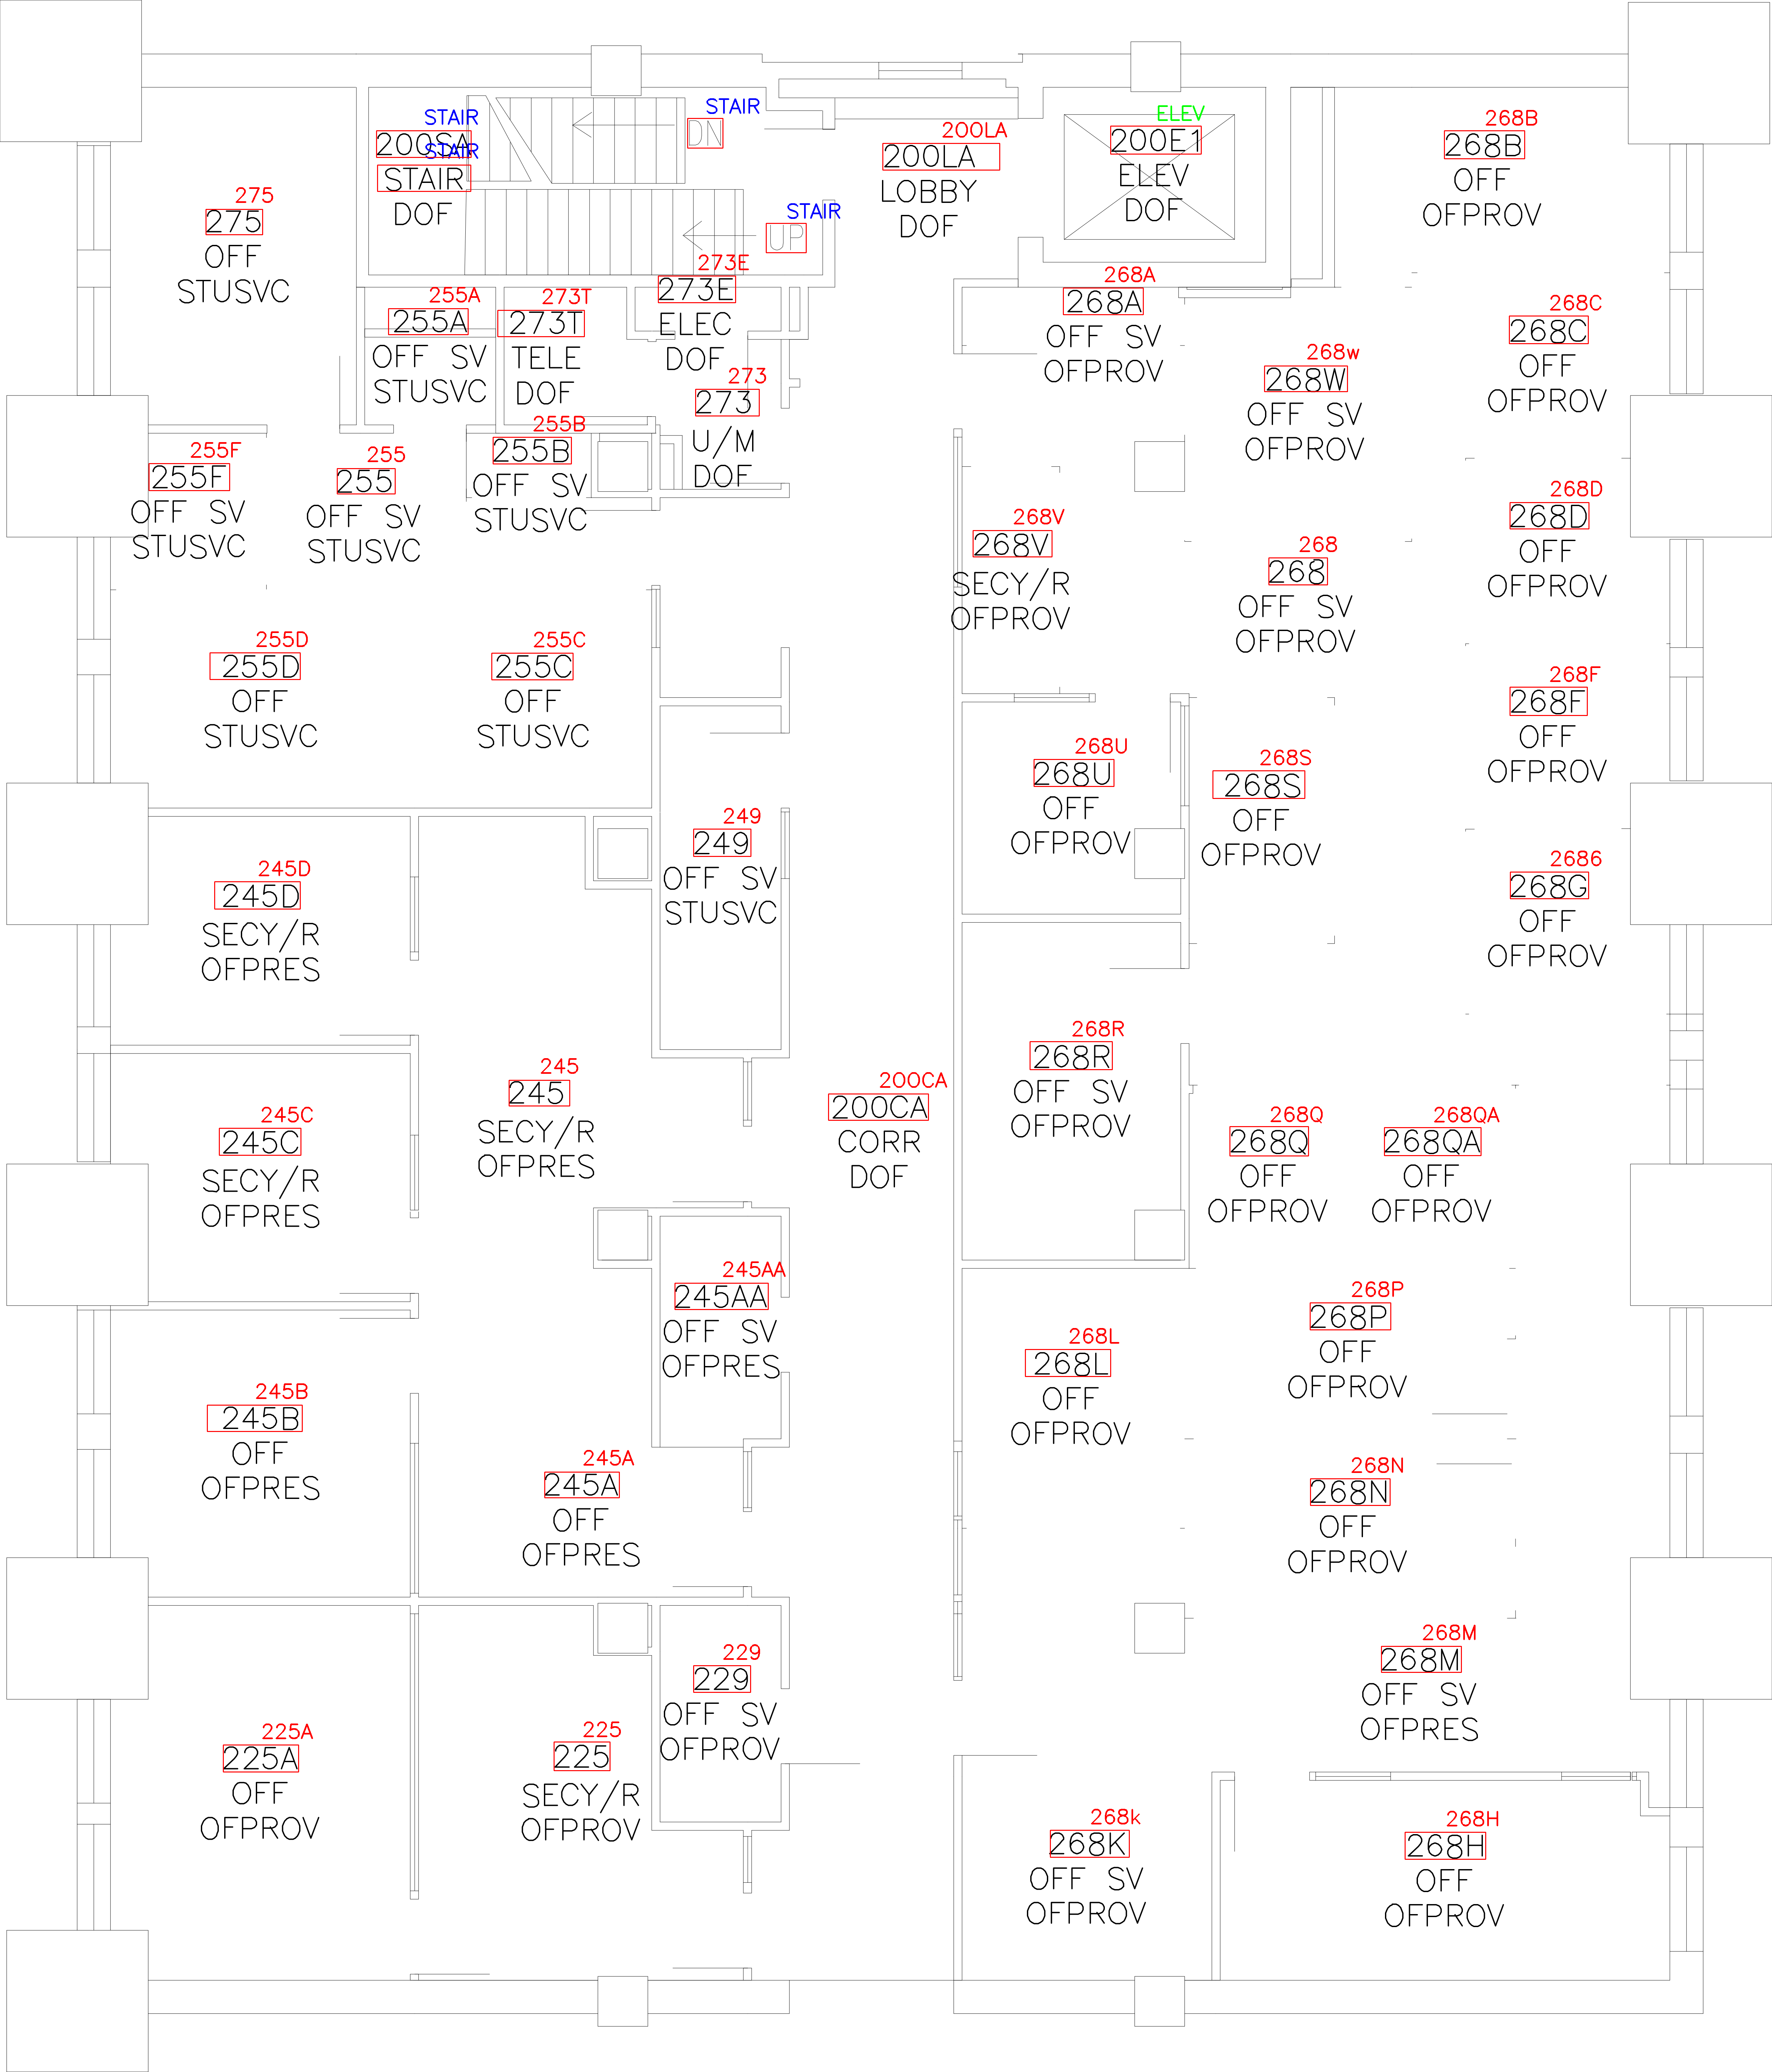 STAIR
200SA
STAIR
STAIR
DOF
STAIR
DN
STAIR
UP
200LA
200LA
LOBBY
DOF
ELEV
200E1
ELEV
DOF
268B
268B
OFF
OFPROV
275
275
OFF
STUSVC
255A
255A
OFF SV
STUSVC
273T
273T
TELE
DOF
273E
273E
ELEC
DOF
273
273
U/M
DOF
268A
268A
OFF SV
OFPROV
268w
268W
OFF SV
OFPROV
268C
268C
OFF
OFPROV
255F
255F
OFF SV
STUSVC
255
255
OFF SV
STUSVC
255B
255B
OFF SV
STUSVC
268V
268V
SECY/R
OFPROV
268
268
OFF SV
OFPROV
268D
268D
OFF
OFPROV
255D
255D
OFF
STUSVC
255C
255C
OFF
STUSVC
268F
268F
OFF
OFPROV
268U
268U
OFF
OFPROV
268S
268S
OFF
OFPROV
249
249
OFF SV
STUSVC
2686
268G
OFF
OFPROV
245D
245D
SECY/R
OFPRES
245
245
SECY/R
OFPRES
200CA
200CA
CORR
DOF
268R
268R
OFF SV
OFPROV
245C
245C
SECY/R
OFPRES
268Q
268Q
OFF
OFPROV
268QA
268QA
OFF
OFPROV
245AA
245AA
OFF SV
OFPRES
268P
268P
OFF
OFPROV
268L
268L
OFF
OFPROV
245B
245B
OFF
OFPRES
245A
245A
OFF
OFPRES
268N
268N
OFF
OFPROV
229
229
OFF SV
OFPROV
268M
268M
OFF SV
OFPRES
225A
225A
OFF
OFPROV
225
225
SECY/R
OFPROV
268k
268K
OFF SV
OFPROV
268H
268H
OFF
OFPROV